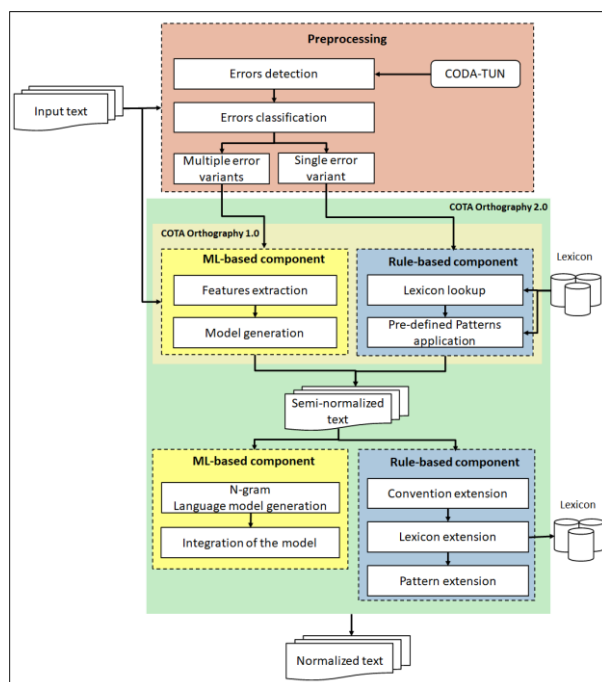 Preprocessing
Errors detection
CODA-TUN
Input text
Errors classification
Multiple error
variants
Single error
variant
COTA Orthography 2.0
COTA Orthography 1.0
ML-based component
Features extraction
Model generation
Rule-based component
Lexicon lookup
Pre-defined Patterns
application
Lexicon
Semi-normalized
text
ML-based component
N-gram
Language model generation
Integration of the model
Rule-based component
Convention extension
Lexicon extension
Pattern extension
Lexicon
Normalized text